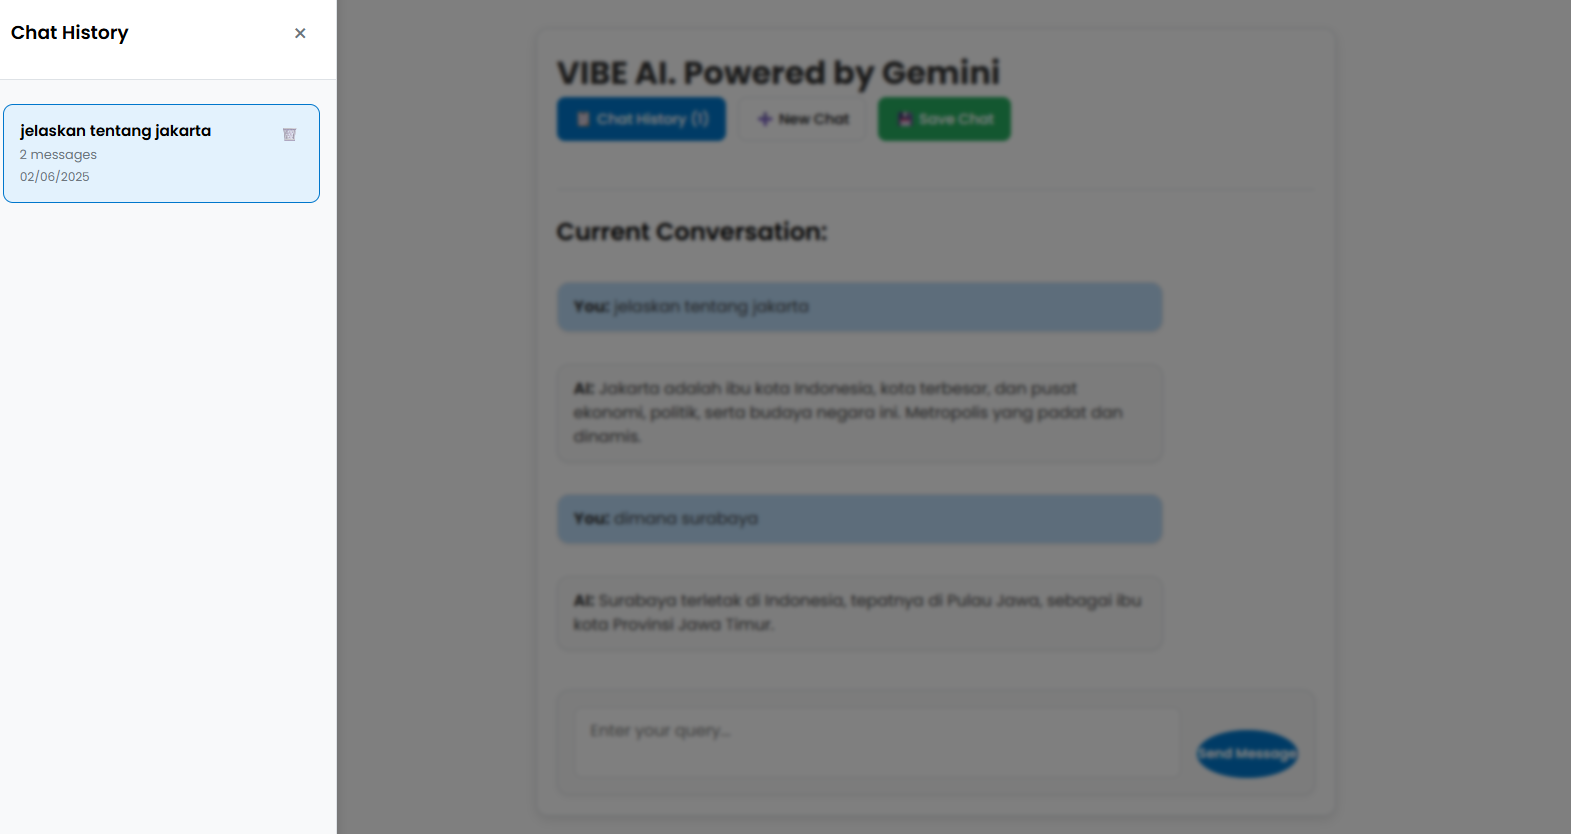 Chat History
×
jelaskan tentang jakarta
2 messages
02/06/2025
VIBE AI. Powered by Gemini
Chat History (1)
New Chat
Save Chat
Current Conversation:
You: jelaskan tentang jakarta
AI: Jakarta adalah ibu kota Indonesia, kota terbesar, dan pusat
ekonomi, politik, serta budaya negara ini. Metropolis yang padat dan
dinamis.
You: dimana surabaya
AI: Surabaya terletak di Indonesia, tepatnya di Pulau Jawa, sebagai ibu
kota Provinsi Jawa Timur.
Enter your query...
Send Message